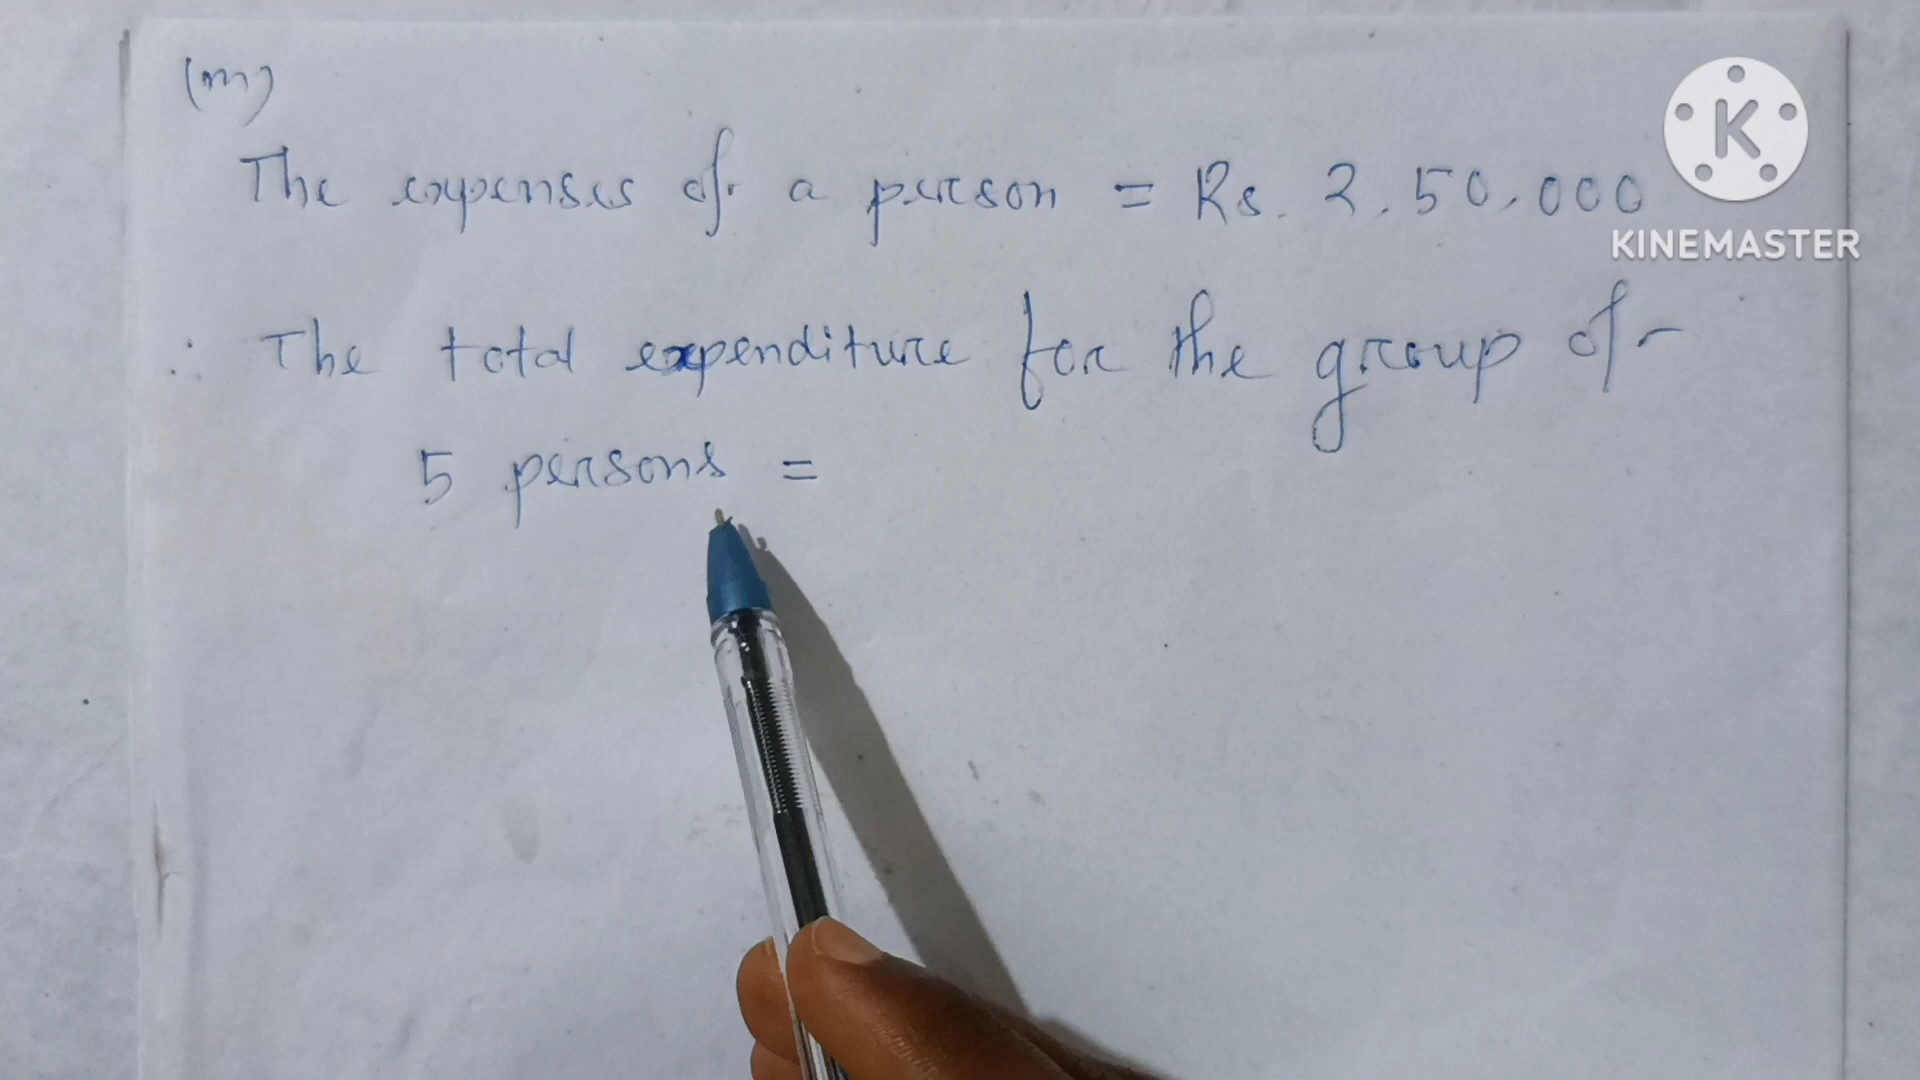 (m)
The expenses of a person = Rs. 2,50,000
∴ The total expenditure for the group of
5 persons =
K
KINEMASTER